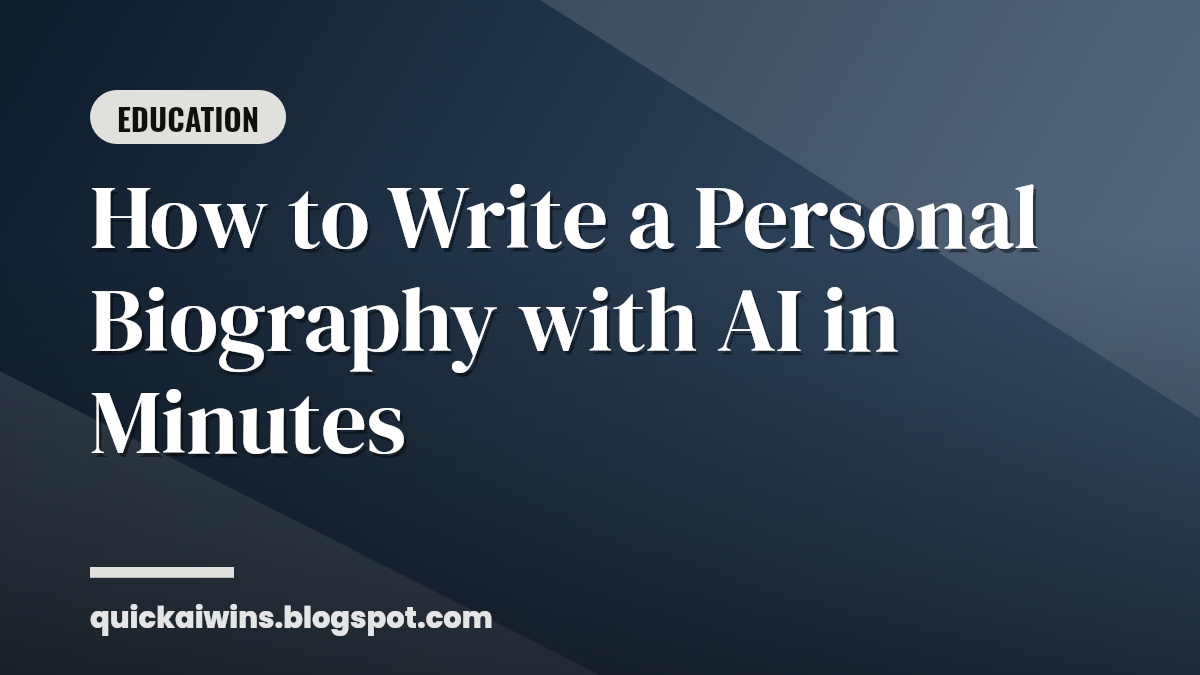 EDUCATION
How to Write a Personal
Biography with AI in
Minutes
quickaiwins.blogspot.com